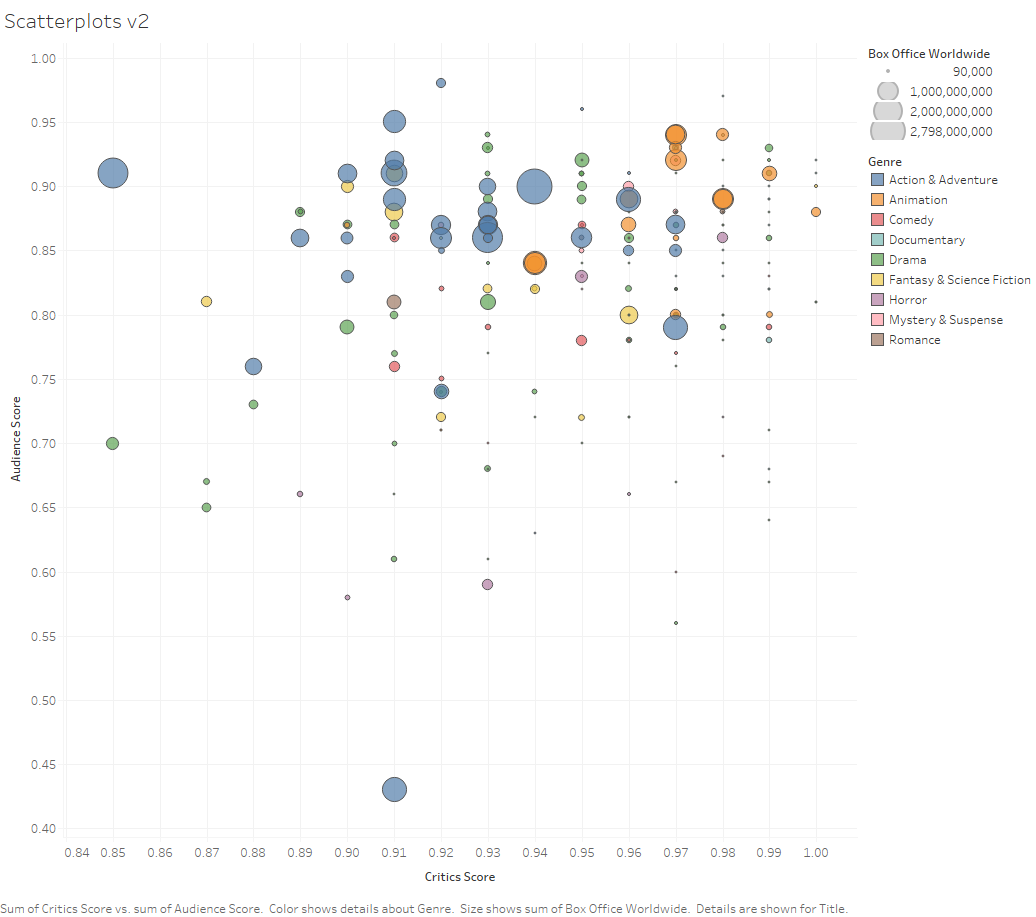 Scatterplots v2
1.00
0.95
0.90
0.85
0.80
0.75
0.70
0.65
0.60
0.55
0.50
0.45
0.40
Audience Score
0.84 0.85 0.86 0.87 0.88 0.89 0.90 0.91 0.92 0.93 0.94 0.95 0.96 0.97 0.98 0.99 1.00
Critics Score
Box Office Worldwide
90,000
1,000,000,000
2,000,000,000
2,798,000,000
Genre
Action & Adventure
Animation
Comedy
Documentary
Drama
Fantasy & Science Fiction
Horror
Mystery & Suspense
Romance
Sum of Critics Score vs. sum of Audience Score. Color shows details about Genre. Size shows sum of Box Office Worldwide. Details are shown for Title.